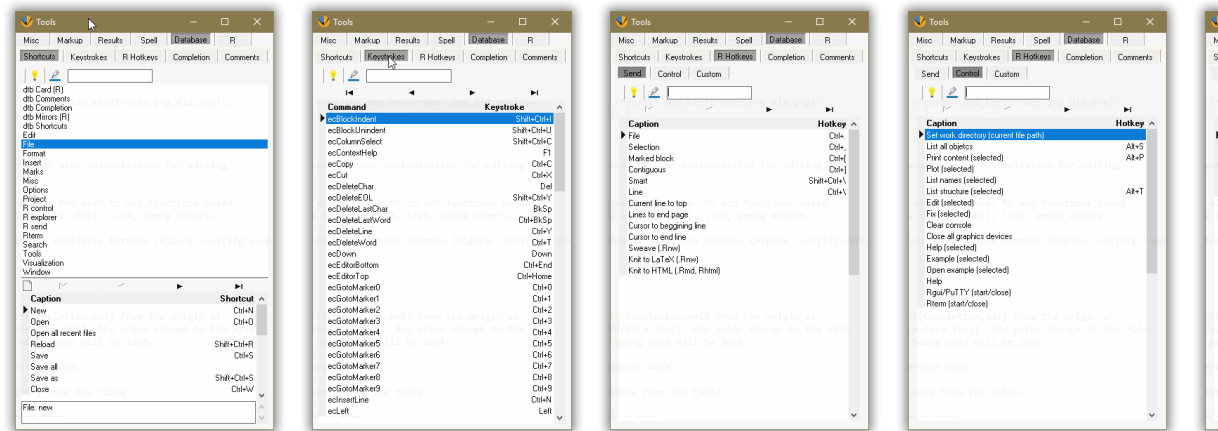 Tools
Misc Markup Results Spell Database R
Shortcuts Keystrokes R Hotkeys Completion Comments
dtb Card (R)
dtb Comments
dtb Completion
dtb Mirrors (R)
dtb Shortcuts
Edit
File
Format
Insert
Marks
Misc
Options
Project
R control
R explorer
R send
Rterm
Search
Tools
Visualization
Window
Caption Shortcut
New Ctrl+N
Open Ctrl+O
Open all recent files
Reload Shift+Ctrl+R
Save Ctrl+S
Save all
Save as Shift+Ctrl+S
Close Ctrl+W
File: new
Tools
Misc Markup Results Spell Database R
Shortcuts Keystrokes R Hotkeys Completion Comments
Command Keystroke
ecBlockIndent Shift+Ctrl+I
ecBlockUnindent Shift+Ctrl+U
ecColumnSelect Shift+Ctrl+C
ecContextHelp F1
ecCopy Ctrl+C
ecCut Ctrl+X
ecDeleteChar Del
ecDeleteEOL Shift+Ctrl+Y
ecDeleteLastChar BkSp
ecDeleteLastWord Ctrl+BkSp
ecDeleteLine Ctrl+Y
ecDeleteWord Ctrl+T
ecDown Down
ecEditorBottom Ctrl+End
ecEditorTop Ctrl+Home
ecGotoMarker0 Ctrl+0
ecGotoMarker1 Ctrl+1
ecGotoMarker2 Ctrl+2
ecGotoMarker3 Ctrl+3
ecGotoMarker4 Ctrl+4
ecGotoMarker5 Ctrl+5
ecGotoMarker6 Ctrl+6
ecGotoMarker7 Ctrl+7
ecGotoMarker8 Ctrl+8
ecGotoMarker9 Ctrl+9
ecInsertLine Ctrl+N
ecLeft Left
Tools
Misc Markup Results Spell Database R
Shortcuts Keystrokes R Hotkeys Completion Comments
Send Control Custom
Caption Hotkey
File Ctrl+.
Selection Ctrl+,
Marked block Ctrl+[
Contiguous Ctrl+]
Smart Shift+Ctrl+\
Line Ctrl+\
Current line to top
Lines to end page
Cursor to beggining line
Cursor to end line
Sweave (.Rnw)
Knit to LaTeX (.Rnw)
Knit to HTML (.Rmd, Rhtml)
Tools
Misc Markup Results Spell Database R
Shortcuts Keystrokes R Hotkeys Completion Comments
Send Control Custom
Caption Hotkey
Set work directory (current file path)
List all objetcs Alt+S
Print content (selected) Alt+P
Plot (selected)
List names (selected)
List structure (selected) Alt+T
Edit (selected)
Fix (selected)
Clear console
Close all graphics devices
Help (selected)
Example (selected)
Open example (selected)
Help
Rgui/PuTTY (start/close)
Rterm (start/close)